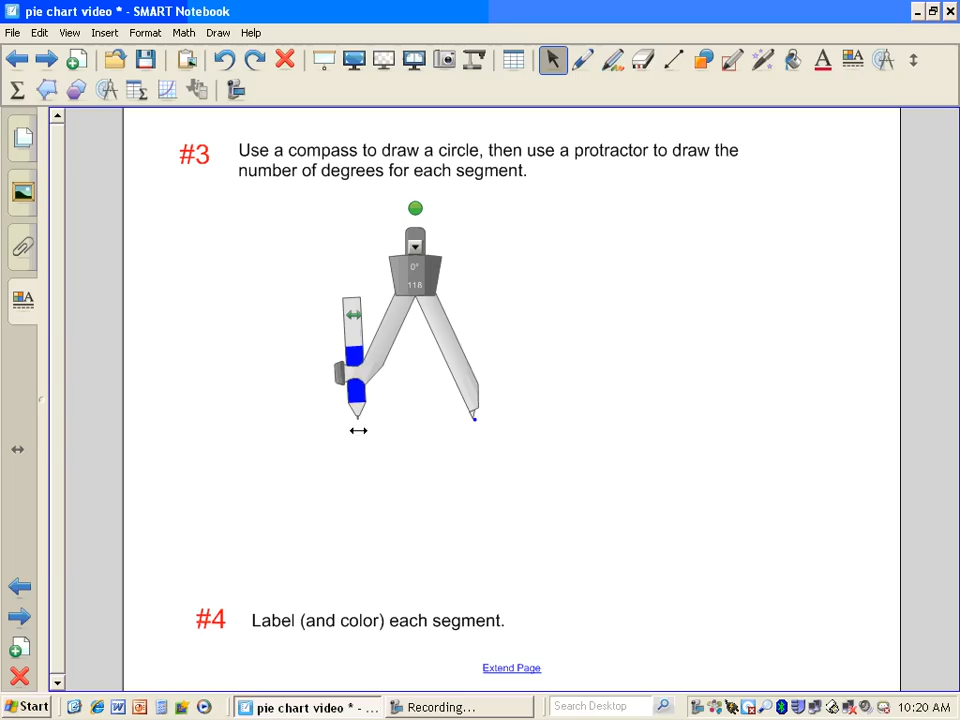 pie chart video * - SMART Notebook
File Edit View Insert Format Math Draw Help
#3 Use a compass to draw a circle, then use a protractor to draw the
number of degrees for each segment.
0°
118
#4 Label (and color) each segment.
Extend Page
Start pie chart video * - ... Recording... Search Desktop 10:20 AM